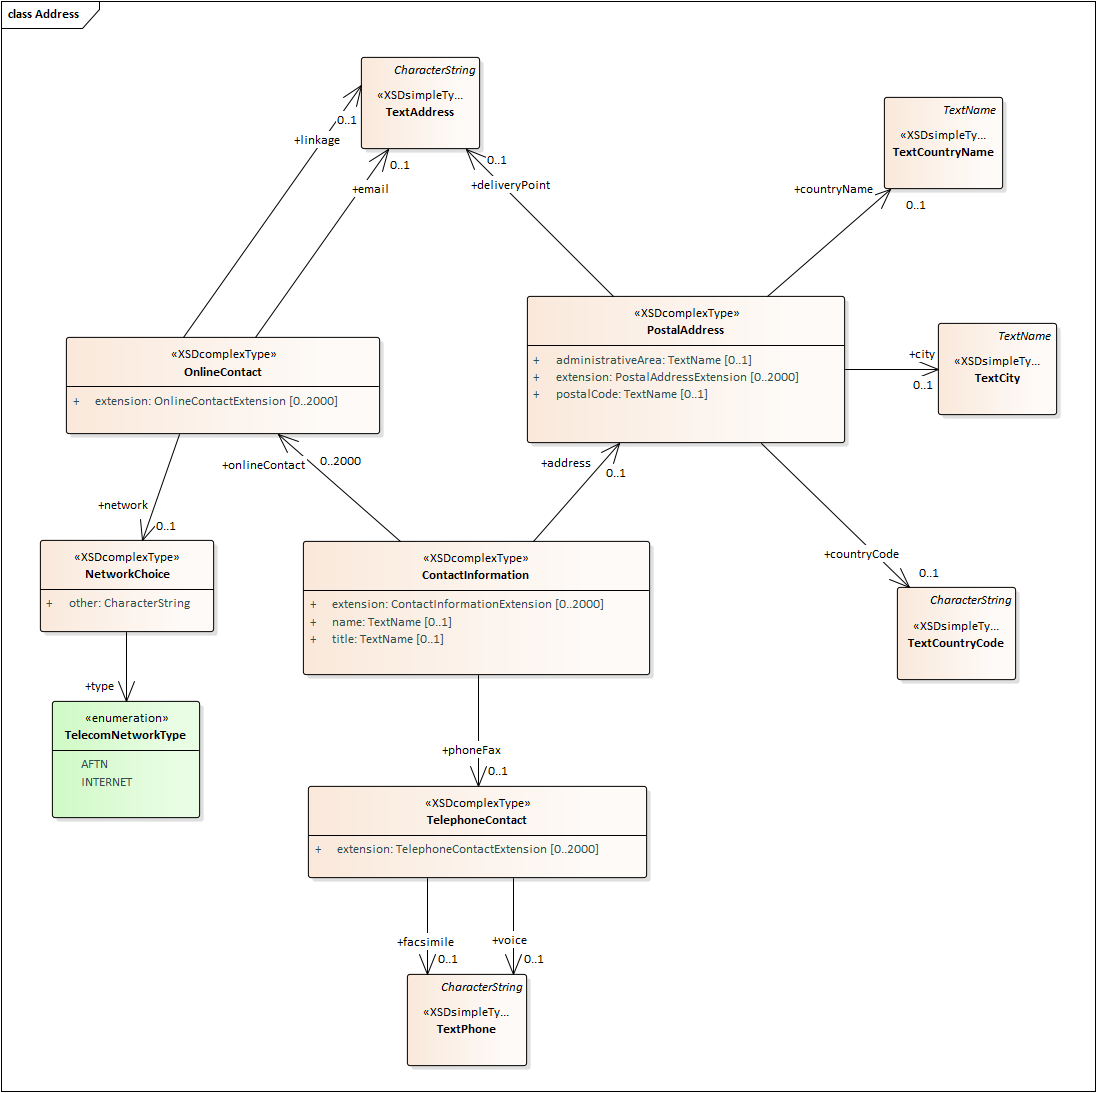 class Address
CharacterString
«XSDsimpleTy...
TextAddress
0..1
+linkage
0..1
+email
0..1
+deliveryPoint
TextName
«XSDsimpleTy...
TextCountryName
+countryName
0..1
«XSDcomplexType»
PostalAddress
+ administrativeArea: TextName [0..1]
+ extension: PostalAddressExtension [0..2000]
+ postalCode: TextName [0..1]
TextName
«XSDsimpleTy...
TextCity
+city
0..1
«XSDcomplexType»
OnlineContact
+ extension: OnlineContactExtension [0..2000]
+onlineContact
0..2000
+address
0..1
+network
0..1
«XSDcomplexType»
NetworkChoice
+ other: CharacterString
«XSDcomplexType»
ContactInformation
+ extension: ContactInformationExtension [0..2000]
+ name: TextName [0..1]
+ title: TextName [0..1]
+countryCode
0..1
CharacterString
«XSDsimpleTy...
TextCountryCode
+type
«enumeration»
TelecomNetworkType
AFTN
INTERNET
+phoneFax
0..1
«XSDcomplexType»
TelephoneContact
+ extension: TelephoneContactExtension [0..2000]
+facsimile
0..1
+voice
0..1
CharacterString
«XSDsimpleTy...
TextPhone